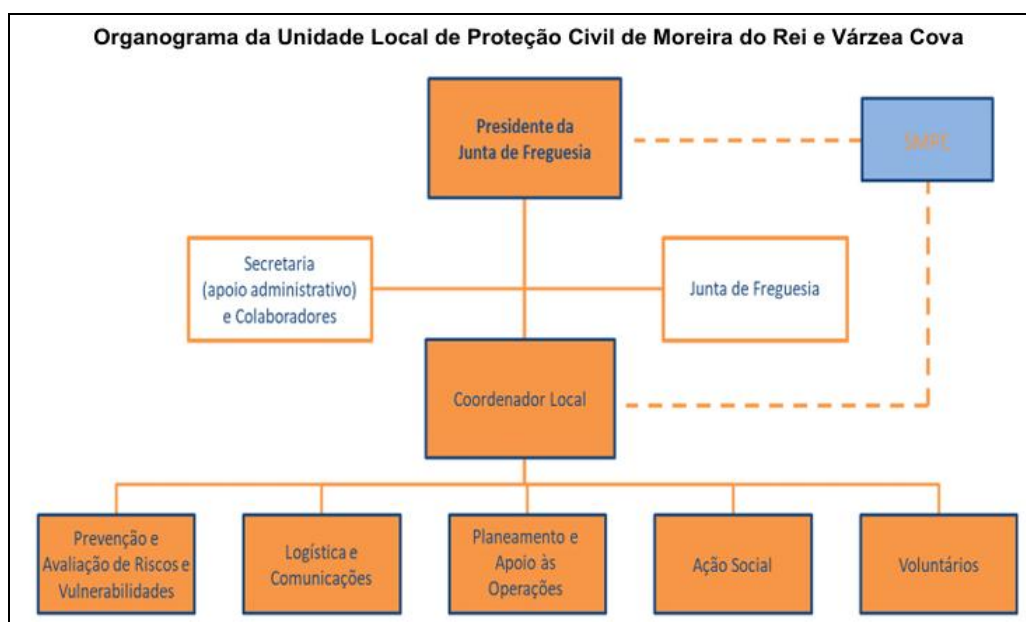 Organograma da Unidade Local de Proteção Civil de Moreira do Rei e Várzea Cova
Presidente da
Junta de Freguesia
Secretaria
(apoio administrativo)
e Colaboradores
Junta de Freguesia
Coordenador Local
Prevenção e
Avaliação de Riscos e
Vulnerabilidades
Logística e
Comunicações
Planeamento e
Apoio às
Operações
Ação Social
Voluntários